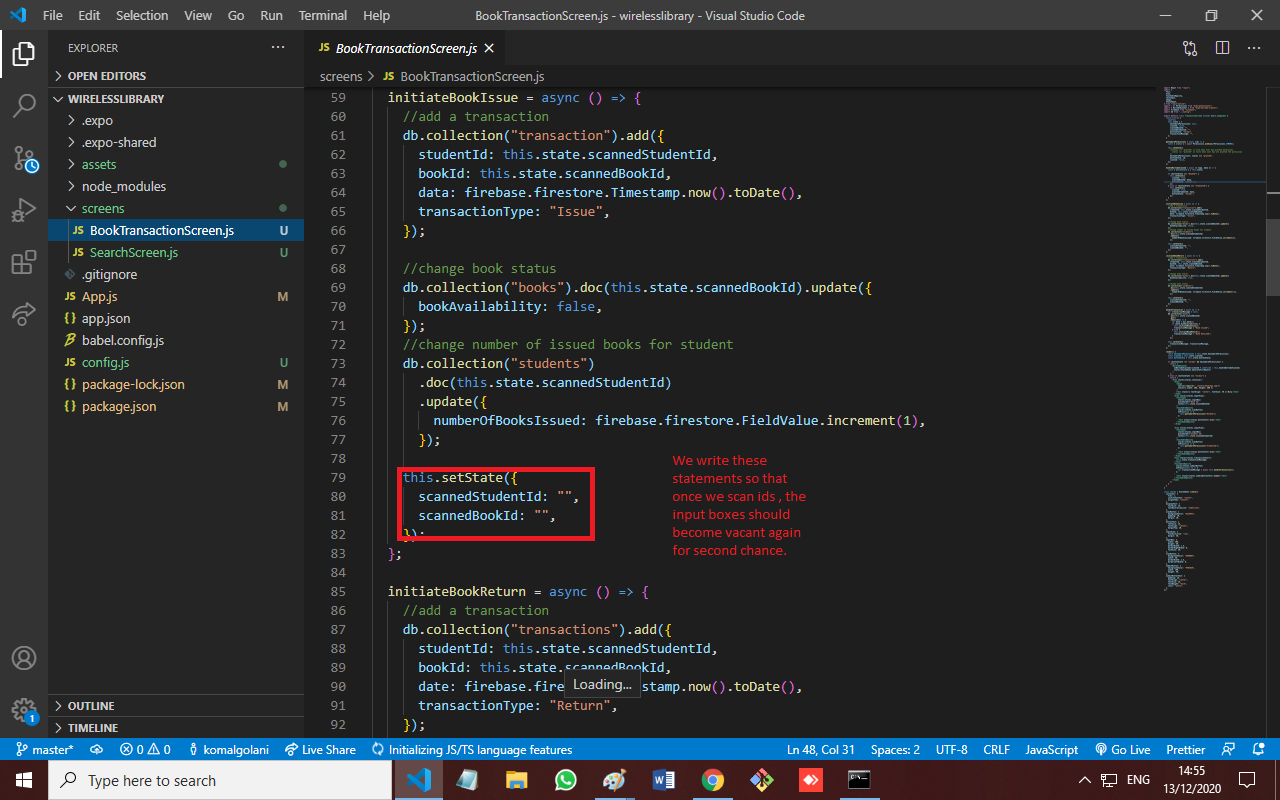 File Edit Selection View Go Run Terminal Help BookTransactionScreen.js - wirelesslibrary - Visual Studio Code
EXPLORER
OPEN EDITORS
WIRELESSLIBRARY
.expo
.expo-shared
assets
node_modules
screens
JS BookTransactionScreen.js U
JS SearchScreen.js U
.gitignore
JS App.js M
{} app.json
babel.config.js
JS config.js U
{} package-lock.json M
{} package.json M
OUTLINE
TIMELINE
JS BookTransactionScreen.js
screens > JS BookTransactionScreen.js
59 initiateBookIssue = async () => {
60 //add a transaction
61 db.collection("transaction").add({
62 studentId: this.state.scannedStudentId,
63 bookId: this.state.scannedBookId,
64 data: firebase.firestore.Timestamp.now().toDate(),
65 transactionType: "Issue",
66 });
67
68 //change book status
69 db.collection("books").doc(this.state.scannedBookId).update({
70 bookAvailability: false,
71 });
72 //change number of issued books for student
73 db.collection("students")
74 .doc(this.state.scannedStudentId)
75 .update({
76 numberOfBooksIssued: firebase.firestore.FieldValue.increment(1),
77 });
78
79 this.setState({
80 scannedStudentId: "",
81 scannedBookId: "",
82 });
83 };
84
85 initiateBookReturn = async () => {
86 //add a transaction
87 db.collection("transactions").add({
88 studentId: this.state.scannedStudentId,
89 bookId: this.state.scannedBookId,
90 date: firebase.fire stamp.now().toDate(),
91 transactionType: "Return",
92 });
Loading...
We write these
statements so that
once we scan ids , the
input boxes should
become vacant again
for second chance.
master* 0 0 komalgolani Live Share Initializing JS/TS language features Ln 48, Col 31 Spaces: 2 UTF-8 CRLF JavaScript Go Live Prettier
1
Type here to search
ENG
14:55
13/12/2020